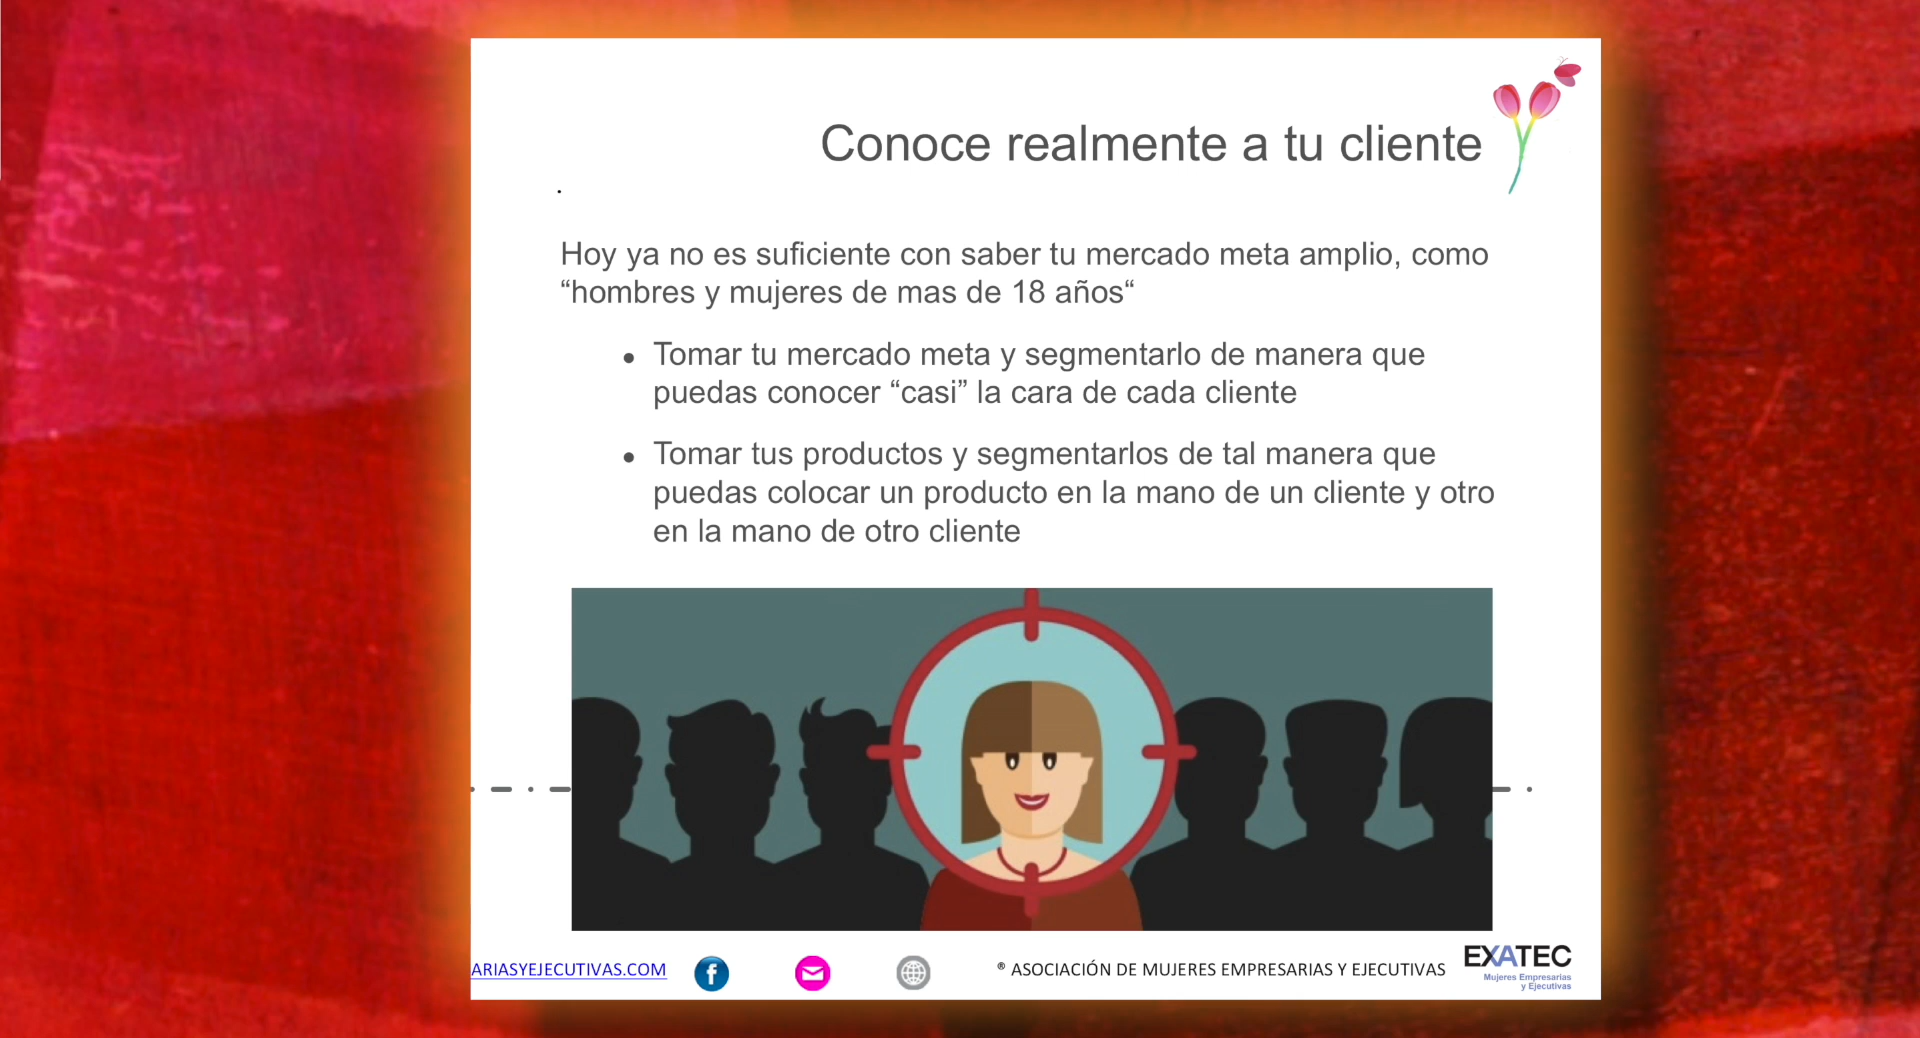 Conoce realmente a tu cliente
.
Hoy ya no es suficiente con saber tu mercado meta amplio, como
“hombres y mujeres de mas de 18 años“
• Tomar tu mercado meta y segmentarlo de manera que
puedas conocer “casi” la cara de cada cliente
• Tomar tus productos y segmentarlos de tal manera que
puedas colocar un producto en la mano de un cliente y otro
en la mano de otro cliente
ARIASYEJECUTIVAS.COM
f
® ASOCIACIÓN DE MUJERES EMPRESARIAS Y EJECUTIVAS
EXATEC
Mujeres Empresarias
y Ejecutivas